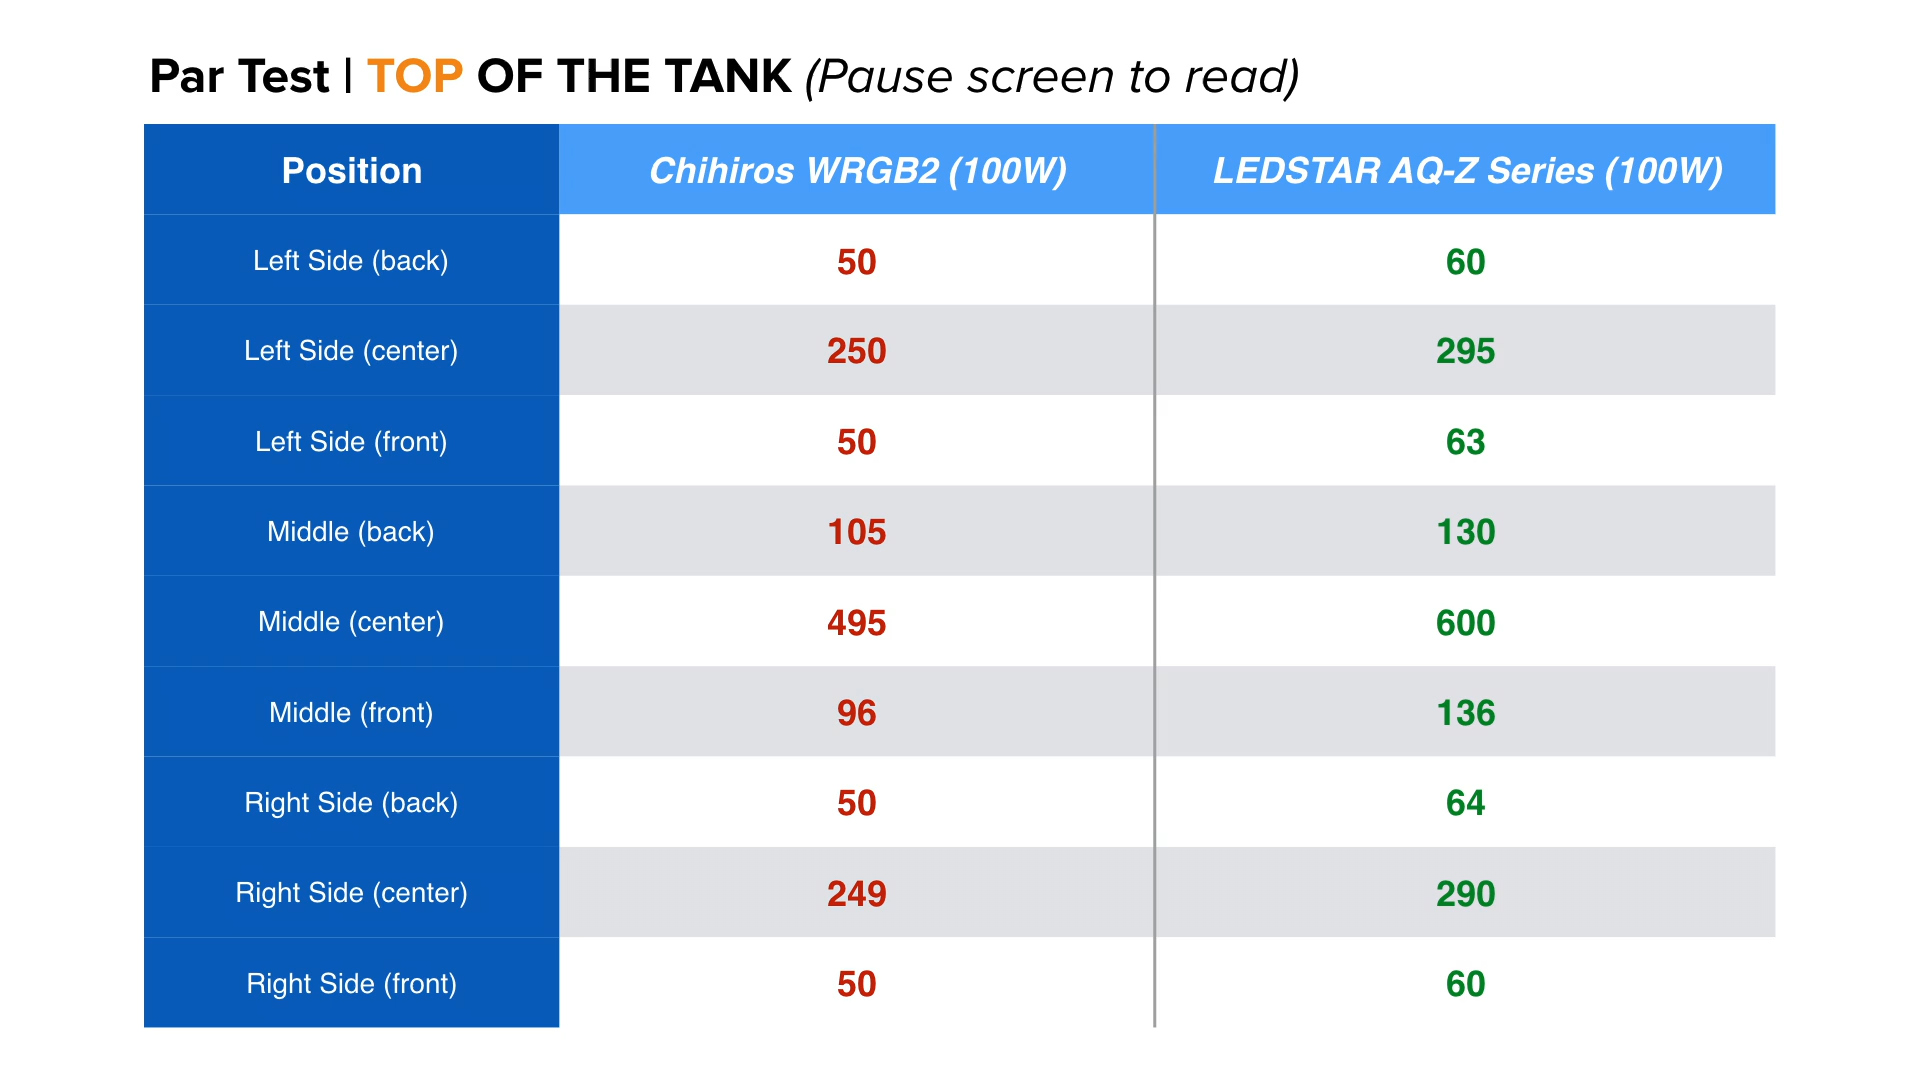 Par Test | TOP OF THE TANK (Pause screen to read)
Position Chihiros WRGB2 (100W) LEDSTAR AQ-Z Series (100W)
Left Side (back) 50 60
Left Side (center) 250 295
Left Side (front) 50 63
Middle (back) 105 130
Middle (center) 495 600
Middle (front) 96 136
Right Side (back) 50 64
Right Side (center) 249 290
Right Side (front) 50 60